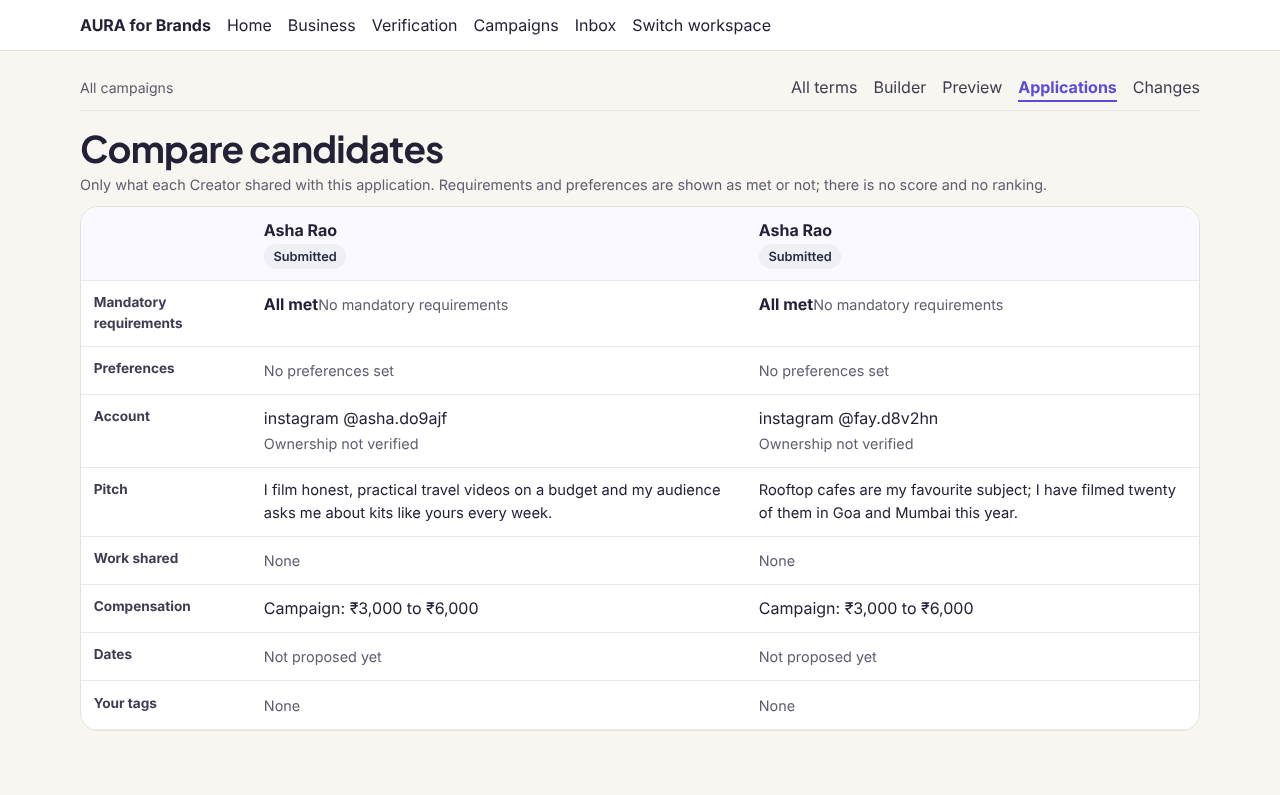 AURA for Brands Home Business Verification Campaigns Inbox Switch workspace
All campaigns All terms Builder Preview Applications Changes
Compare candidates
Only what each Creator shared with this application. Requirements and preferences are shown as met or not; there is no score and no ranking.
Asha Rao Asha Rao
Submitted Submitted
Mandatory requirements All metNo mandatory requirements All metNo mandatory requirements
Preferences No preferences set No preferences set
Account instagram @asha.do9ajf instagram @fay.d8v2hn
Ownership not verified Ownership not verified
Pitch I film honest, practical travel videos on a budget and my audience Rooftop cafes are my favourite subject; I have filmed twenty
asks me about kits like yours every week. of them in Goa and Mumbai this year.
Work shared None None
Compensation Campaign: ₹3,000 to ₹6,000 Campaign: ₹3,000 to ₹6,000
Dates Not proposed yet Not proposed yet
Your tags None None